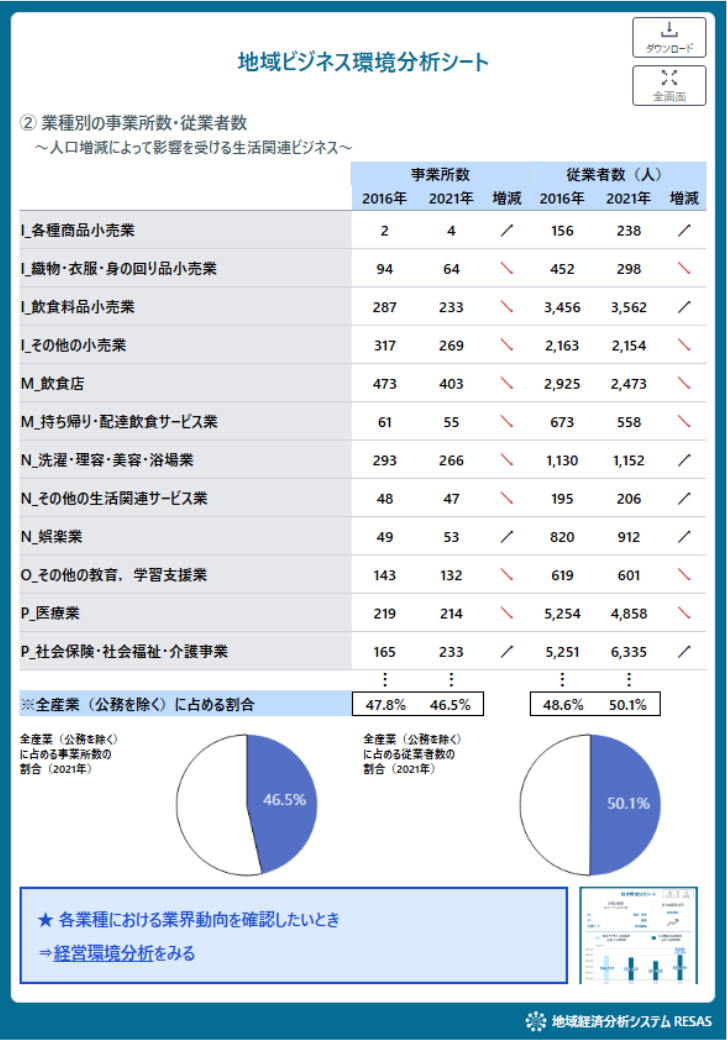 ダウンロード
地域ビジネス環境分析シート
全画面
② 業種別の事業所数・従業者数
～人口増減によって影響を受ける生活関連ビジネス～
事業所数 従業者数（人）
2016年 2021年 増減 2016年 2021年 増減
I_各種商品小売業 2 4 156 238
I_織物・衣服・身の回り品小売業 94 64 452 298
I_飲食料品小売業 287 233 3,456 3,562
I_その他の小売業 317 269 2,163 2,154
M_飲食店 473 403 2,925 2,473
M_持ち帰り・配達飲食サービス業 61 55 673 558
N_洗濯・理容・美容・浴場業 293 266 1,130 1,152
N_その他の生活関連サービス業 48 47 195 206
N_娯楽業 49 53 820 912
O_その他の教育，学習支援業 143 132 619 601
P_医療業 219 214 5,254 4,858
P_社会保険・社会福祉・介護事業 165 233 5,251 6,335
※全産業（公務を除く）に占める割合 47.8% 46.5% 48.6% 50.1%
全産業（公務を除く）
に占める事業所数の
割合（2021年）
46.5%
全産業（公務を除く）
に占める従業者数の
割合（2021年）
50.1%
★ 各業種における業界動向を確認したいとき
⇒経営環境分析をみる
地域経済分析システム RESAS